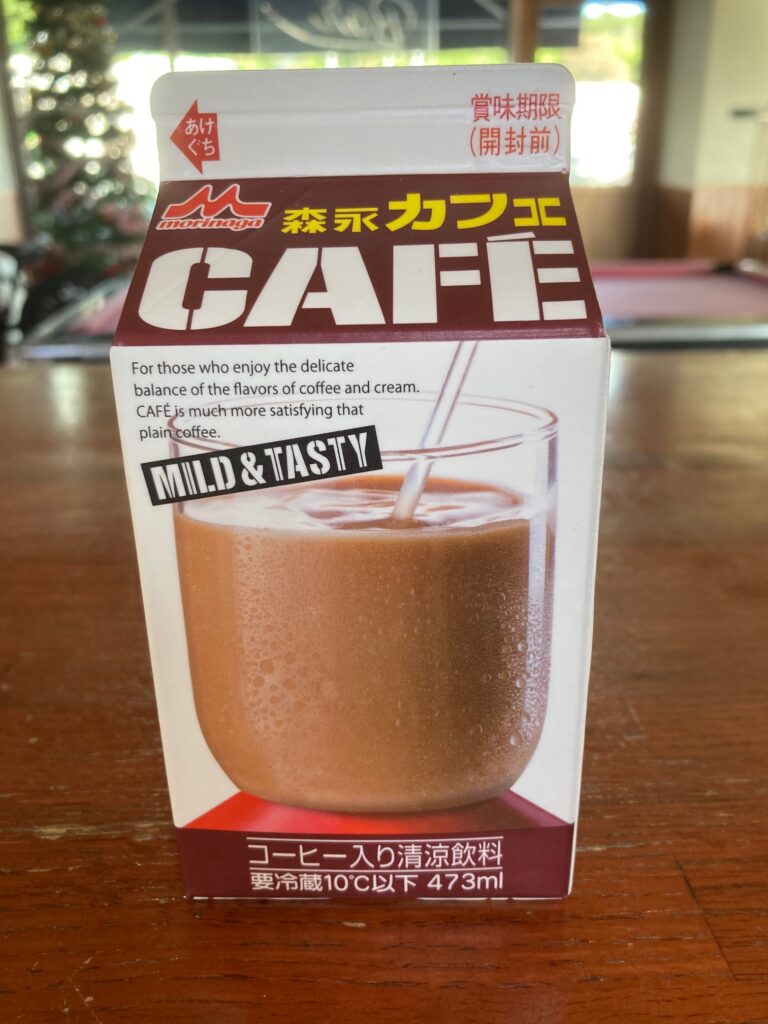 あけ
ぐち
賞味期限
(開封前)
morinaga
森永カフエ
CAFÉ
For those who enjoy the delicate
balance of the flavors of coffee and cream.
CAFÉ is much more satisfying that
plain coffee.
MILD & TASTY
コーヒー入り清涼飲料
要冷蔵10℃以下 473ml